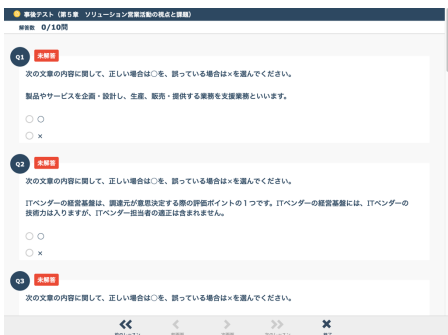 事後テスト（第5章　ソリューション営業活動の視点と課題）
解答数　0/10問
Q1　未解答
次の文章の内容に関して、正しい場合は○を、誤っている場合は×を選んでください。
製品やサービスを企画・設計し、生産、販売・提供する業務を支援業務といいます。
○
×
Q2　未解答
次の文章の内容に関して、正しい場合は○を、誤っている場合は×を選んでください。
ITベンダーの経営基盤は、調達元が意思決定する際の評価ポイントの１つです。ITベンダーの経営基盤には、ITベンダーの
技術力は入りますが、ITベンダー担当者の適正は含まれません。
○
×
Q3　未解答
次の文章の内容に関して、正しい場合は○を、誤っている場合は×を選んでください。